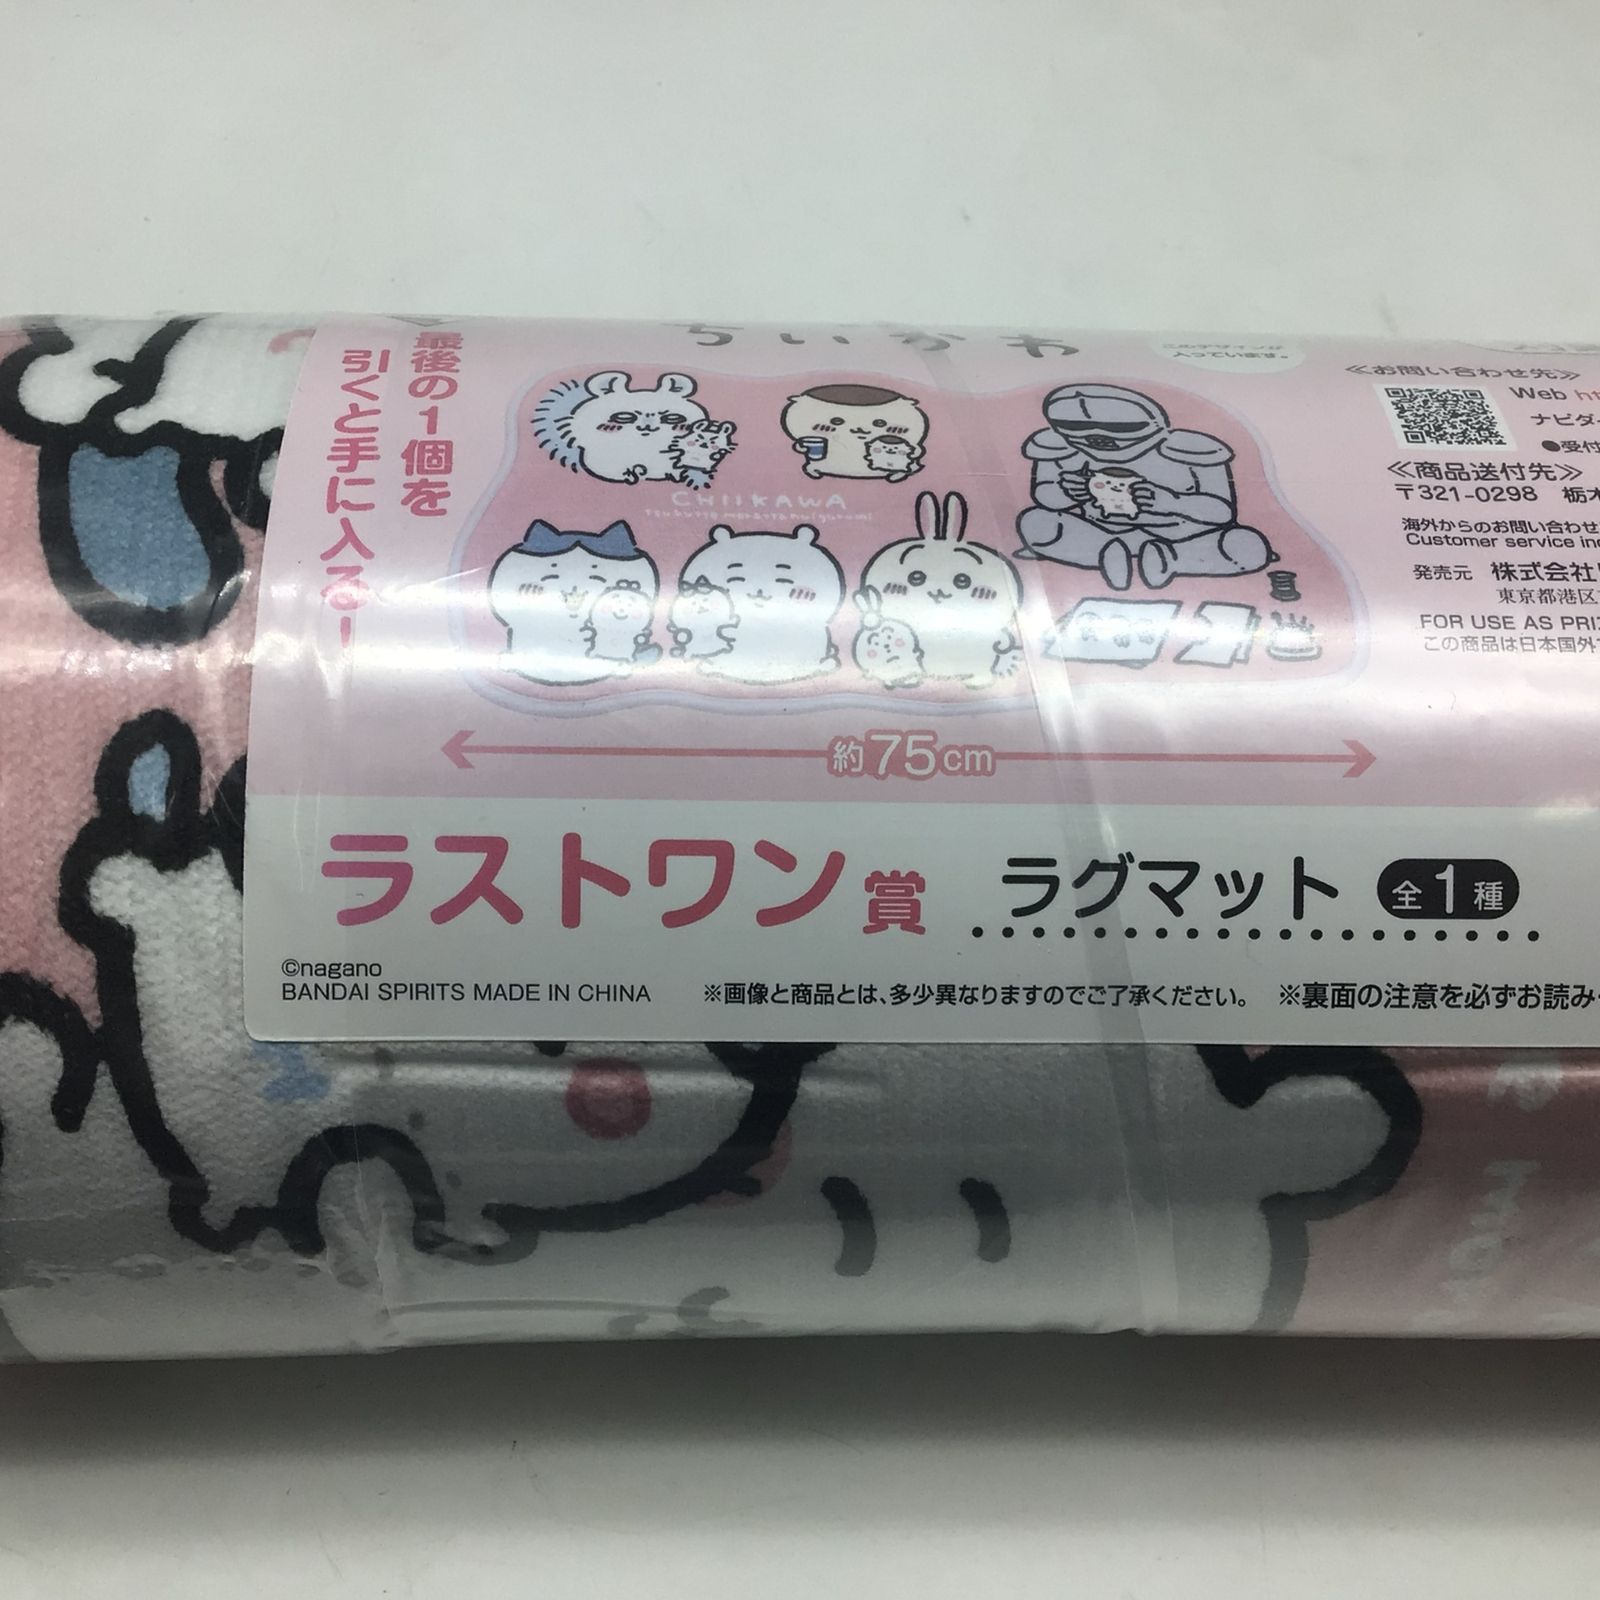 最後の1個を
引くと手に入る!
ちいかわ
このデザインが
入っています。
CHIIKAWA
Tsukutte moratta nuigurumi
約75cm
≪お問い合わせ先≫
Web ht
ナビダ
●受付
≪商品送付先≫
〒321-0298 栃木
海外からのお問い合わせ
Customer service in
発売元 株式会社
東京都港区
FOR USE AS PRIZ
この商品は日本国外
ラストワン賞 ラグマット 全1種
©nagano
BANDAI SPIRITS MADE IN CHINA
※画像と商品とは、多少異なりますのでご了承ください。 ※裏面の注意を必ずお読み